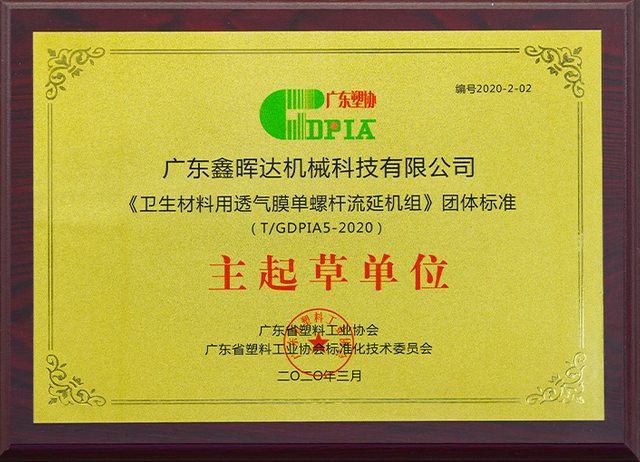 广东塑协
GDPIA
编号2020-2-02
广东鑫晖达机械科技有限公司
《卫生材料用透气膜单螺杆流延机组》团体标准
（T/GDPIA5-2020）
主起草单位
广东省塑料工业协会
广东省塑料工业协会标准化技术委员会
二〇二〇年三月